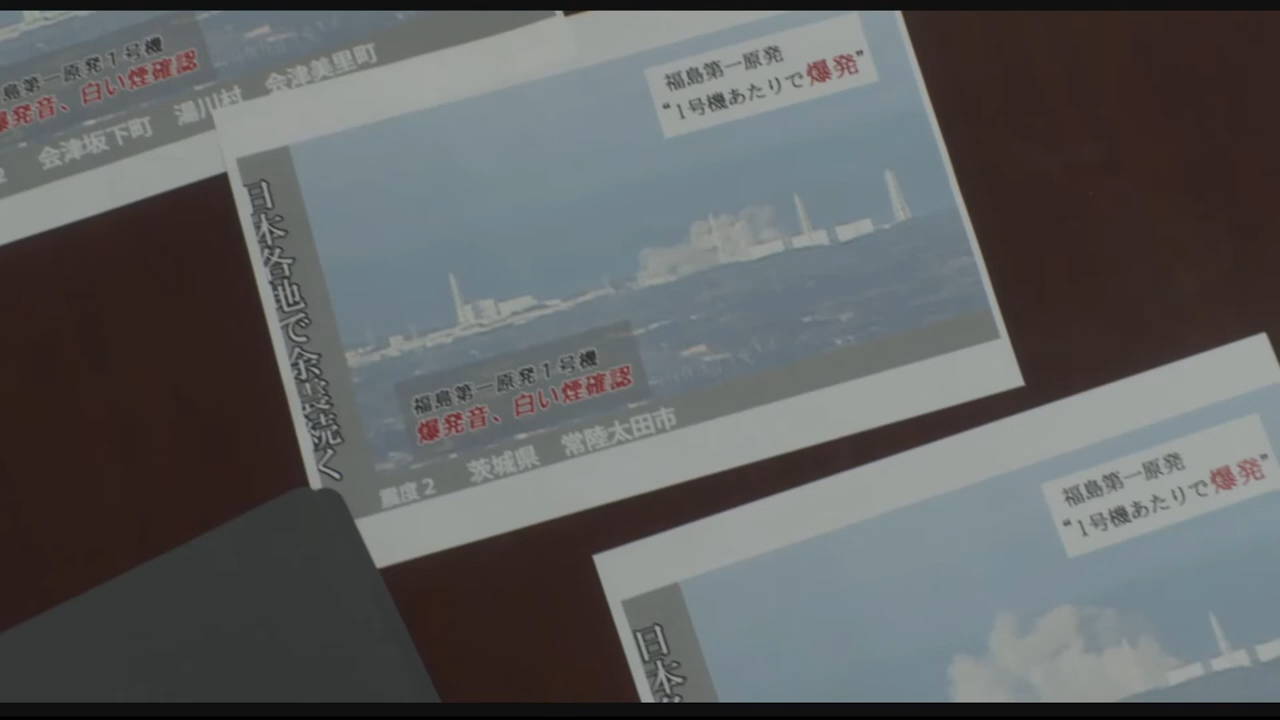 島第一原発１号機
爆発音、白い煙確認
2 会津坂下町 湯川村 会津美里町
福島第一原発
“1号機あたりで爆発”
日本各地で余震続く
福島第一原発１号機
爆発音、白い煙確認
震度２ 茨城県 常陸太田市
福島第一原発
“1号機あたりで爆発”
日本